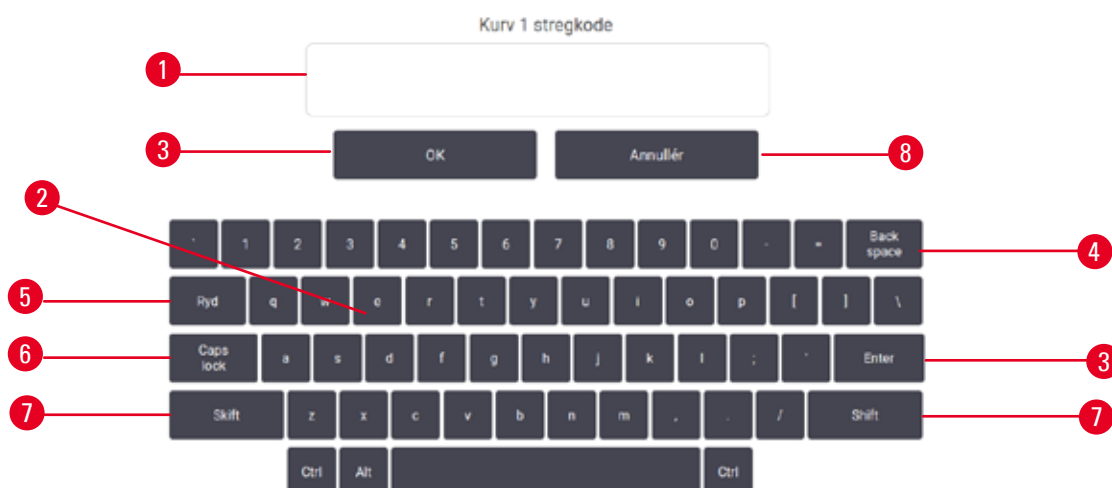 Kurv 1 stregkode
1
3 OK Annullér 8
2
` 1 2 3 4 5 6 7 8 9 0 - = Back space 4
5 Ryd q w e r t y u i o p [ ] \
6 Caps lock a s d f g h j k l ; ' Enter 3
7 Skift z x c v b n m , . / Shift 7
Ctrl Alt Ctrl